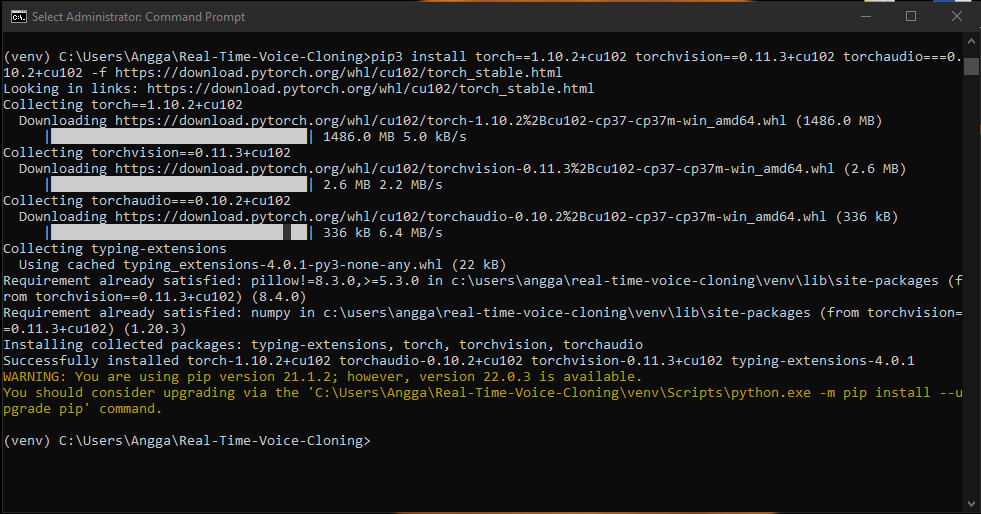 Select Administrator: Command Prompt
(venv) C:\Users\Angga\Real-Time-Voice-Cloning>pip3 install torch==1.10.2+cu102 torchvision==0.11.3+cu102 torchaudio===0.
10.2+cu102 -f https://download.pytorch.org/whl/cu102/torch_stable.html
Looking in links: https://download.pytorch.org/whl/cu102/torch_stable.html
Collecting torch==1.10.2+cu102
  Downloading https://download.pytorch.org/whl/cu102/torch-1.10.2%2Bcu102-cp37-cp37m-win_amd64.whl (1486.0 MB)
     |████████████████████████████████| 1486.0 MB 5.0 kB/s
Collecting torchvision==0.11.3+cu102
  Downloading https://download.pytorch.org/whl/cu102/torchvision-0.11.3%2Bcu102-cp37-cp37m-win_amd64.whl (2.6 MB)
     |████████████████████████████████| 2.6 MB 2.2 MB/s
Collecting torchaudio===0.10.2+cu102
  Downloading https://download.pytorch.org/whl/cu102/torchaudio-0.10.2%2Bcu102-cp37-cp37m-win_amd64.whl (336 kB)
     |████████████████████████████████| 336 kB 6.4 MB/s
Collecting typing-extensions
  Using cached typing_extensions-4.0.1-py3-none-any.whl (22 kB)
Requirement already satisfied: pillow!=8.3.0,>=5.3.0 in c:\users\angga\real-time-voice-cloning\venv\lib\site-packages (f
rom torchvision==0.11.3+cu102) (8.4.0)
Requirement already satisfied: numpy in c:\users\angga\real-time-voice-cloning\venv\lib\site-packages (from torchvision=
=0.11.3+cu102) (1.20.3)
Installing collected packages: typing-extensions, torch, torchvision, torchaudio
Successfully installed torch-1.10.2+cu102 torchaudio-0.10.2+cu102 torchvision-0.11.3+cu102 typing-extensions-4.0.1
WARNING: You are using pip version 21.1.2; however, version 22.0.3 is available.
You should consider upgrading via the 'C:\Users\Angga\Real-Time-Voice-Cloning\venv\Scripts\python.exe -m pip install --u
pgrade pip' command.
(venv) C:\Users\Angga\Real-Time-Voice-Cloning>